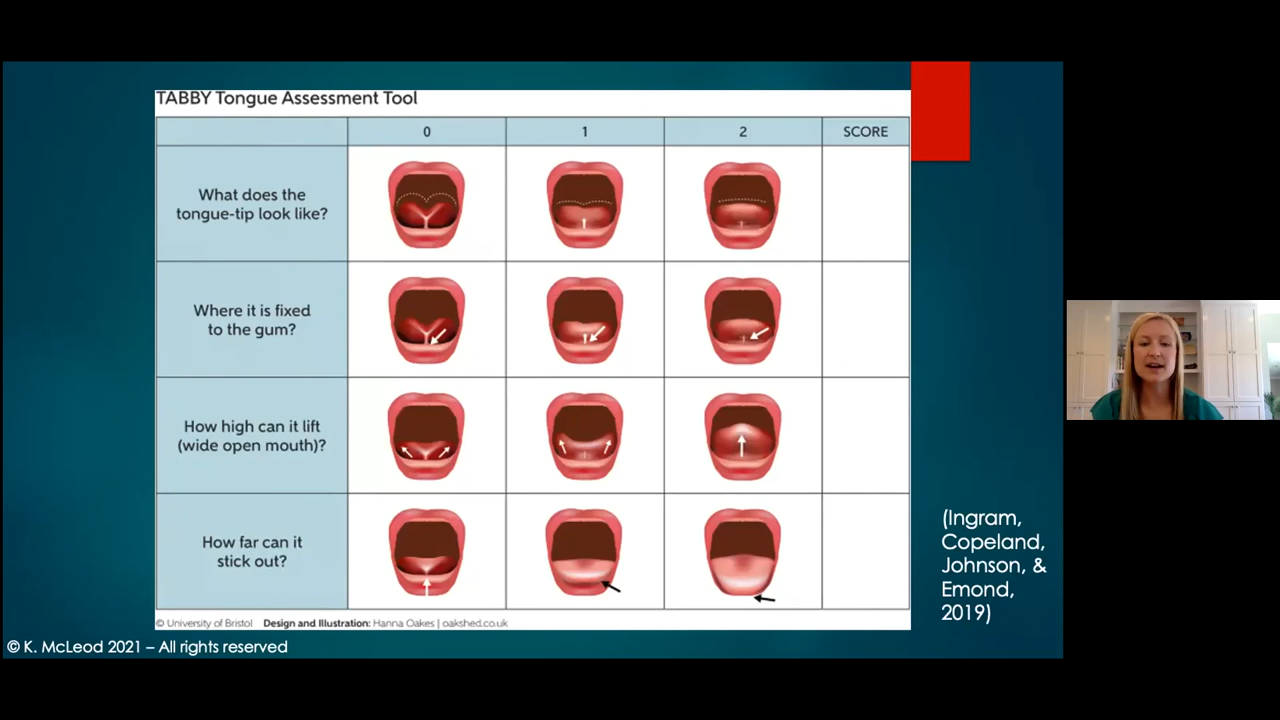 TABBY Tongue Assessment Tool
0 1 2 SCORE
What does the
tongue-tip look like?
Where it is fixed
to the gum?
How high can it lift
(wide open mouth)?
How far can it
stick out?
© University of Bristol Design and Illustration: Hanna Oakes | oakshed.co.uk
(Ingram,
Copeland,
Johnson, &
Emond,
2019)
© K. McLeod 2021 – All rights reserved